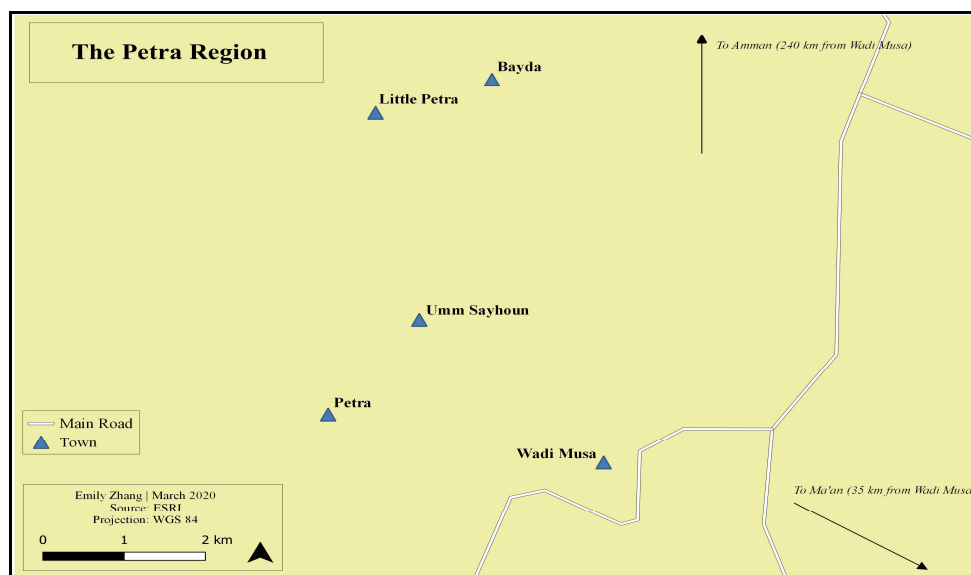 The Petra Region
To Amman (240 km from Wadi Musa)
Bayda
Little Petra
Umm Sayhoun
Petra
Main Road
Town
Wadi Musa
Emily Zhang | March 2020
Source: ESRI
Projection: WGS 84
0 1 2 km
To Ma'an (35 km from Wadi Musa